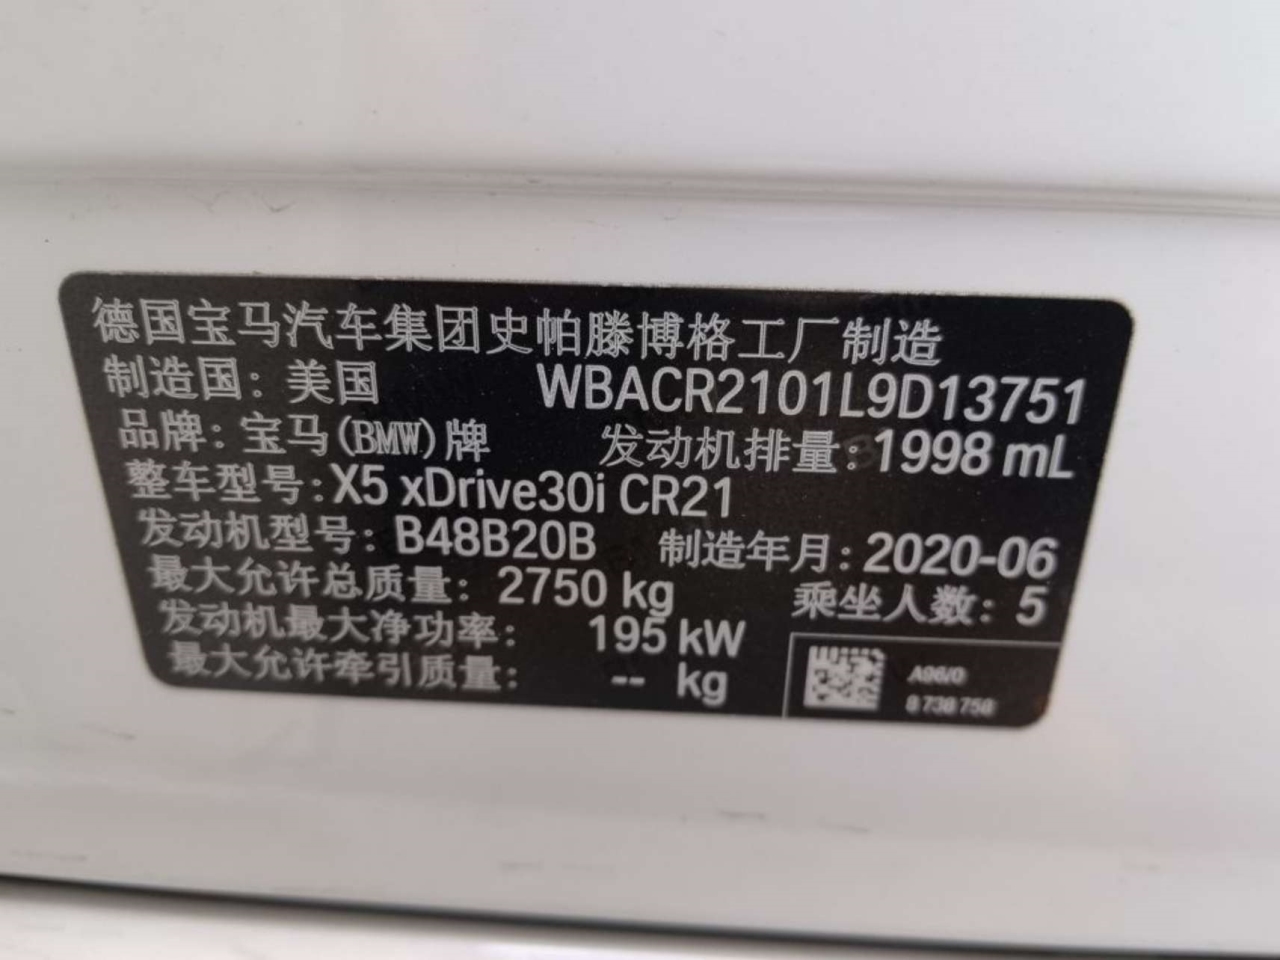 德国宝马汽车集团史帕滕博格工厂制造
制造国: 美国 WBACR2101L9D13751
品牌: 宝马(BMW)牌 发动机排量: 1998 mL
整车型号: X5 xDrive30i CR21
发动机型号: B48B20B 制造年月: 2020-06
最大允许总质量: 2750 kg 乘坐人数: 5
发动机最大净功率: 195 kW
最大允许牵引质量: -- kg
A96/0
8 738 758